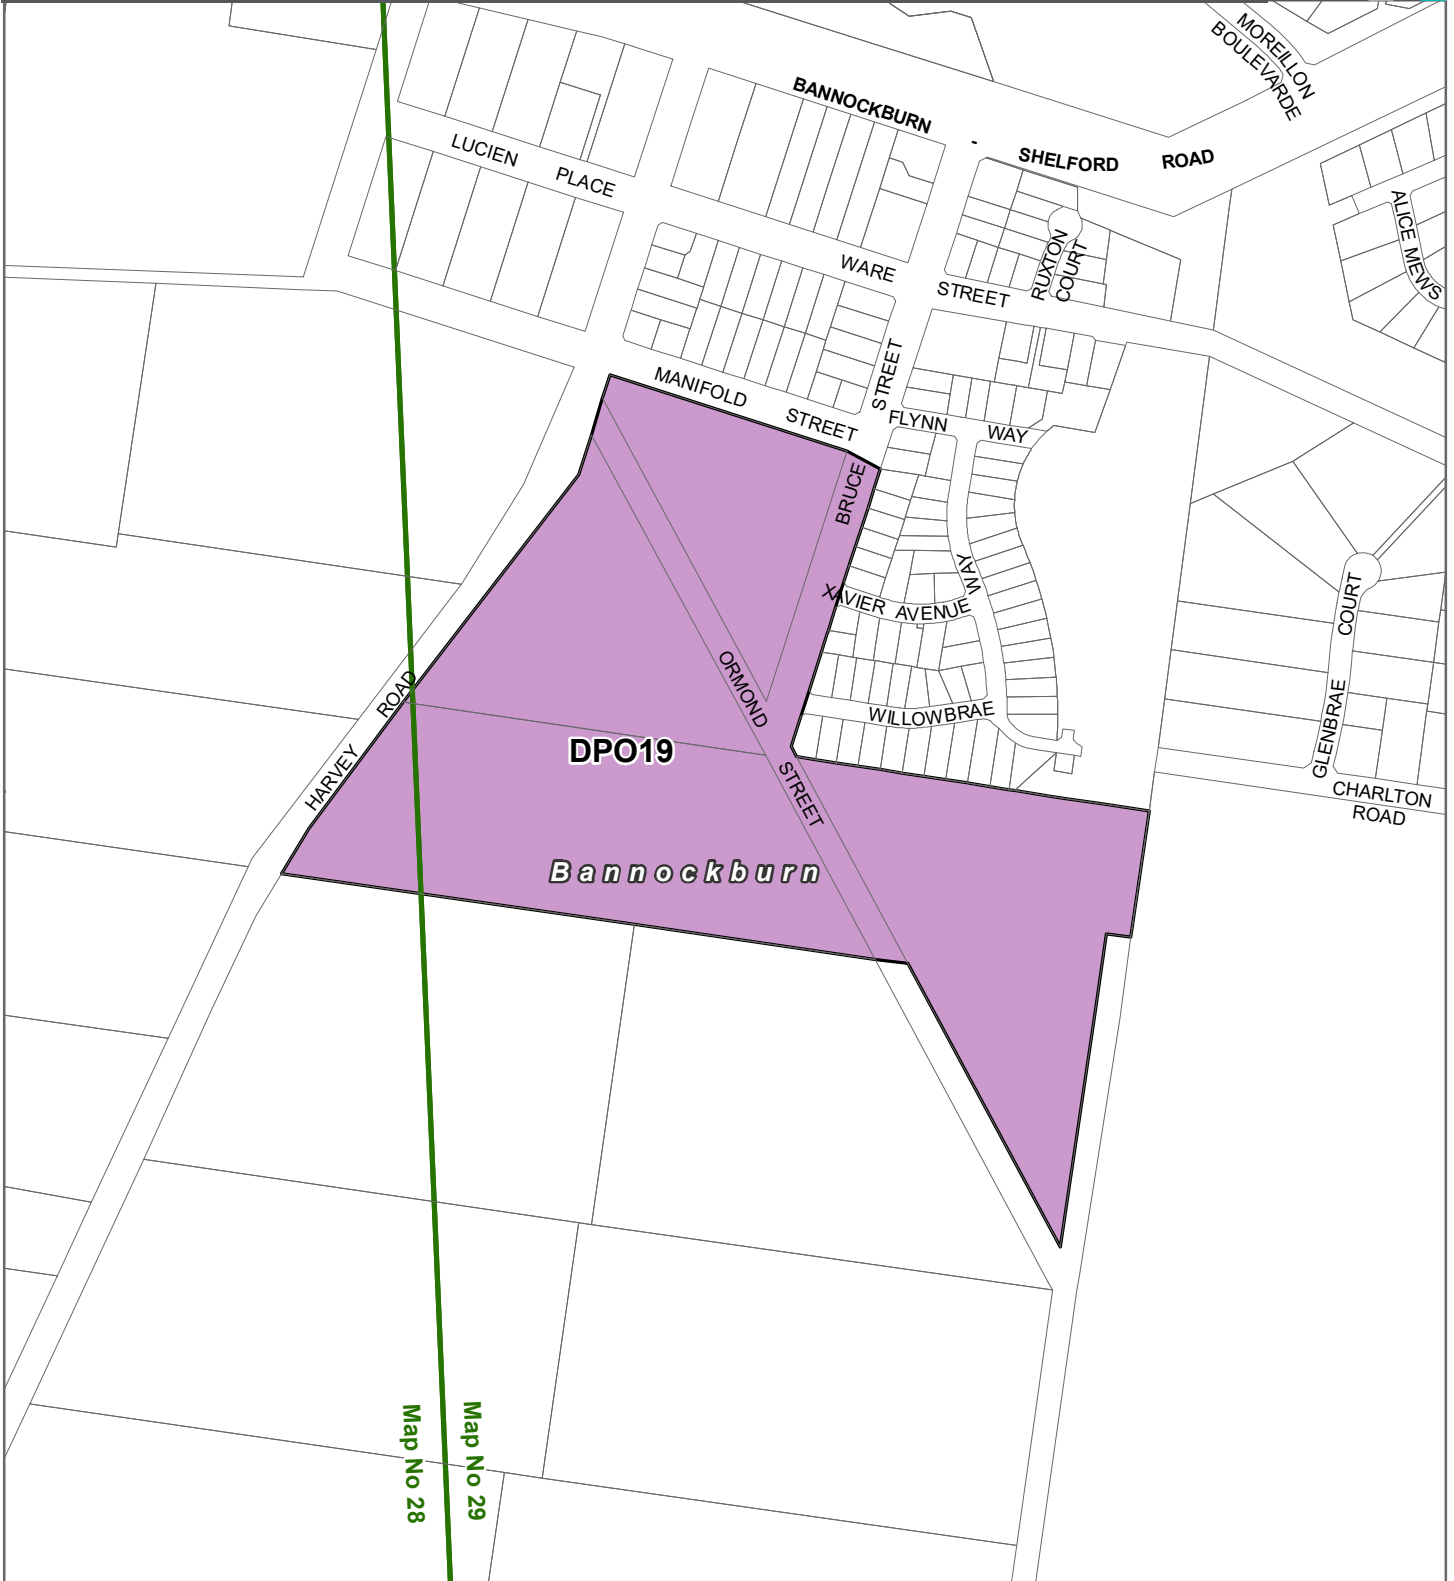 MOREILLON
BOULEVARDE
BANNOCKBURN - SHELFORD ROAD
LUCIEN PLACE
ALICE MEWS
WARE STREET
RUXTON
COURT
MANIFOLD STREET
BRUCE STREET
FLYNN WAY
WAY
XAVIER AVENUE
ORMOND STREET
WILLOWBRAE
GLENBRAE COURT
HARVEY ROAD
DPO19
CHARLTON
ROAD
Bannockburn
Map No 28
Map No 29